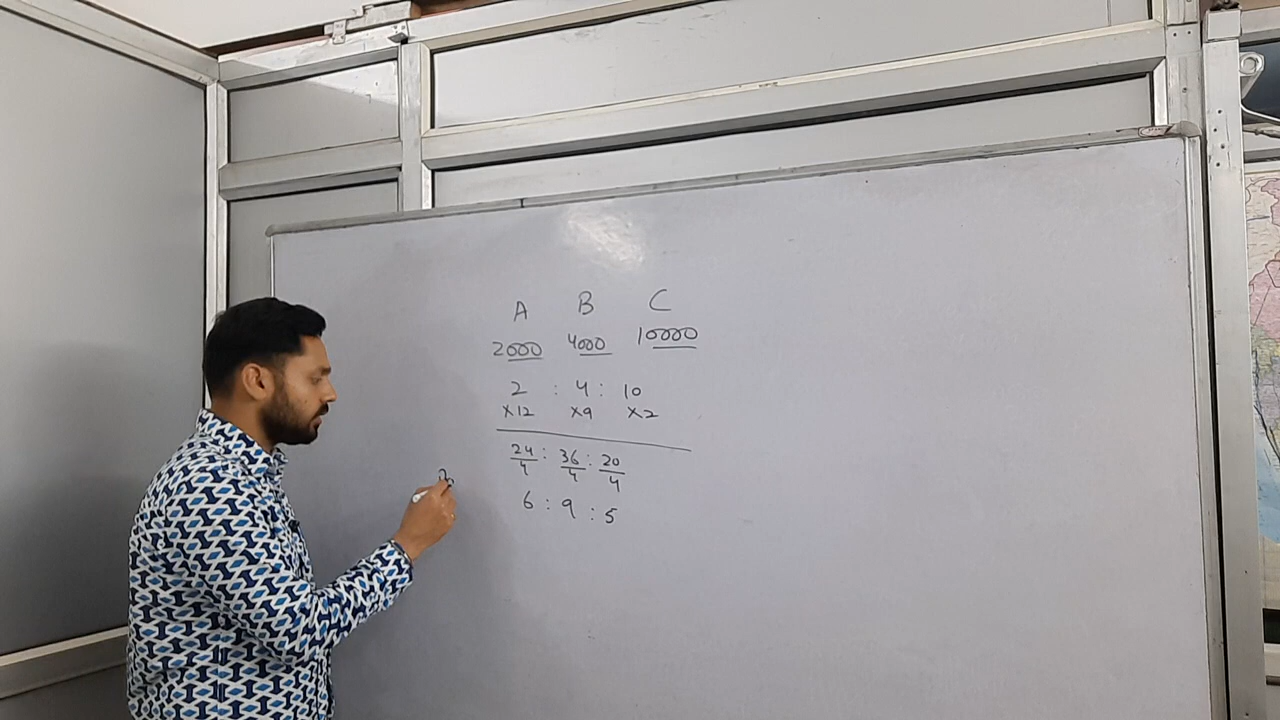 A B C
2000 4000 10000
2 : 4 : 10
x12 x9 x2
24/4 : 36/4 : 20/4
6 : 9 : 5